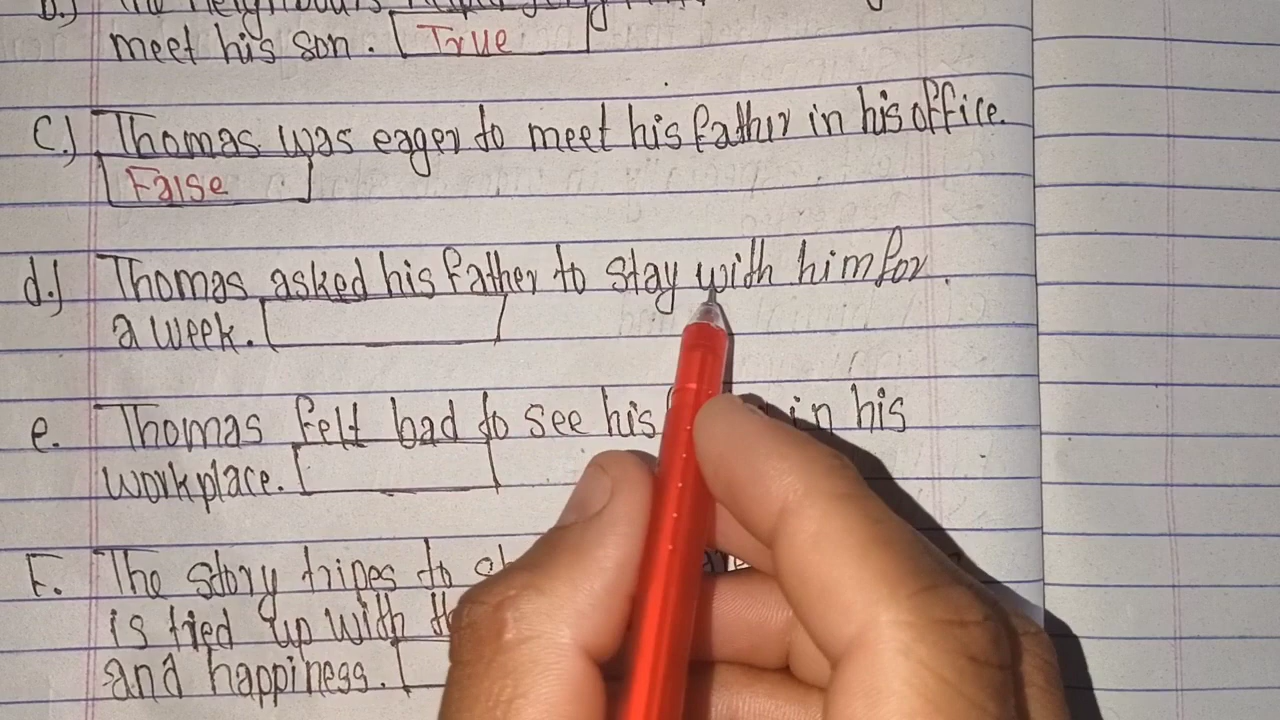 meet his son. True
C.) Thomas was eager to meet his father in his office.
False
d.) Thomas asked his father to stay with him for
a week.
e. Thomas felt bad to see his in his
workplace.
F. The story tripes to
is tied up with
and happiness.